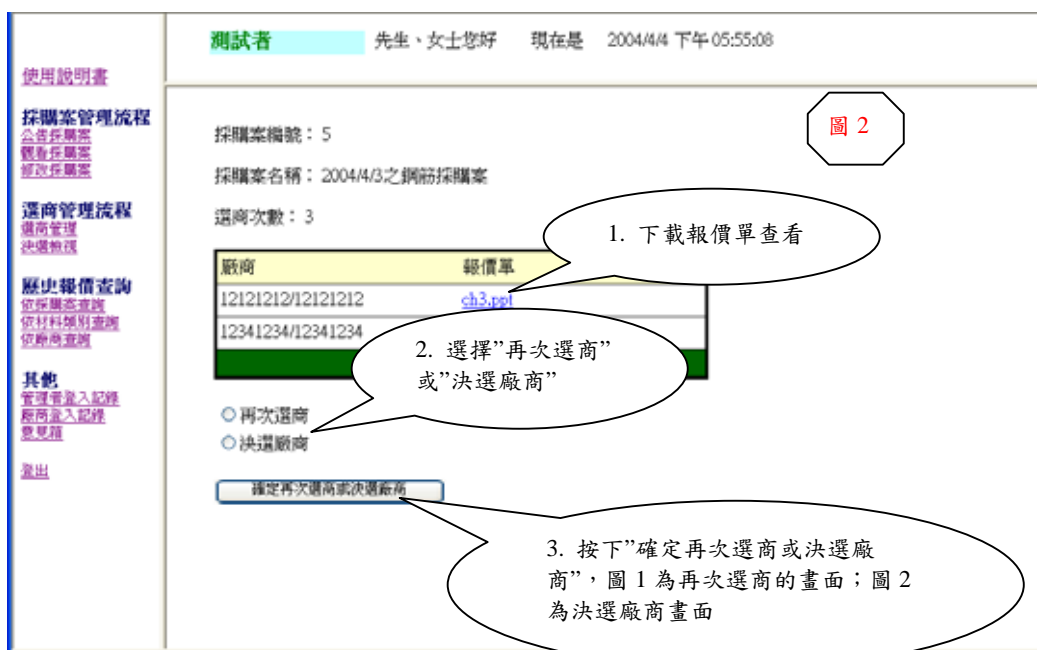 測試者 先生、女士您好 現在是 2004/4/4 下午 05:55:08
使用說明書
採購案管理流程
公告採購案
觀看採購案
修改採購案
選商管理流程
選商管理
決選檢視
歷史報價查詢
依採購案查詢
依材料類別查詢
依廠商查詢
其他
管理者登入記錄
廠商登入記錄
意見箱
登出
圖 2
採購案編號：5
採購案名稱：2004/4/3之鋼筋採購案
選商次數：3
1. 下載報價單查看
廠商 報價單
12121212/12121212 ch3.ppt
12341234/12341234
2. 選擇”再次選商”
或”決選廠商”
再次選商
決選廠商
確定再次選商或決選廠商
3. 按下”確定再次選商或決選廠
商”，圖 1 為再次選商的畫面；圖 2
為決選廠商畫面